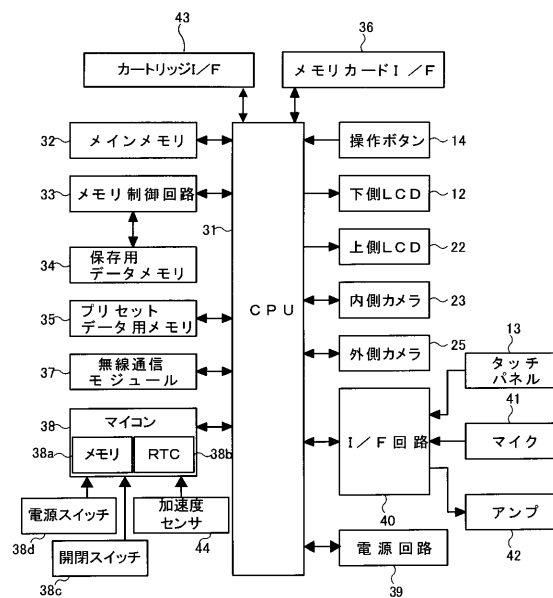 43
カートリッジI/F
36
メモリカードI/F
32
メインメモリ
操作ボタン
14
33
メモリ制御回路
31
下側LCD
12
34
保存用
データメモリ
上側LCD
22
CPU
35
プリセット
データ用メモリ
内側カメラ
23
37
無線通信
モジュール
外側カメラ
25
13
タッチ
パネル
38
マイコン
38a
メモリ
RTC
38b
I/F回路
40
41
マイク
電源スイッチ
38d
加速度
センサ
44
アンプ
42
開閉スイッチ
38c
電源回路
39